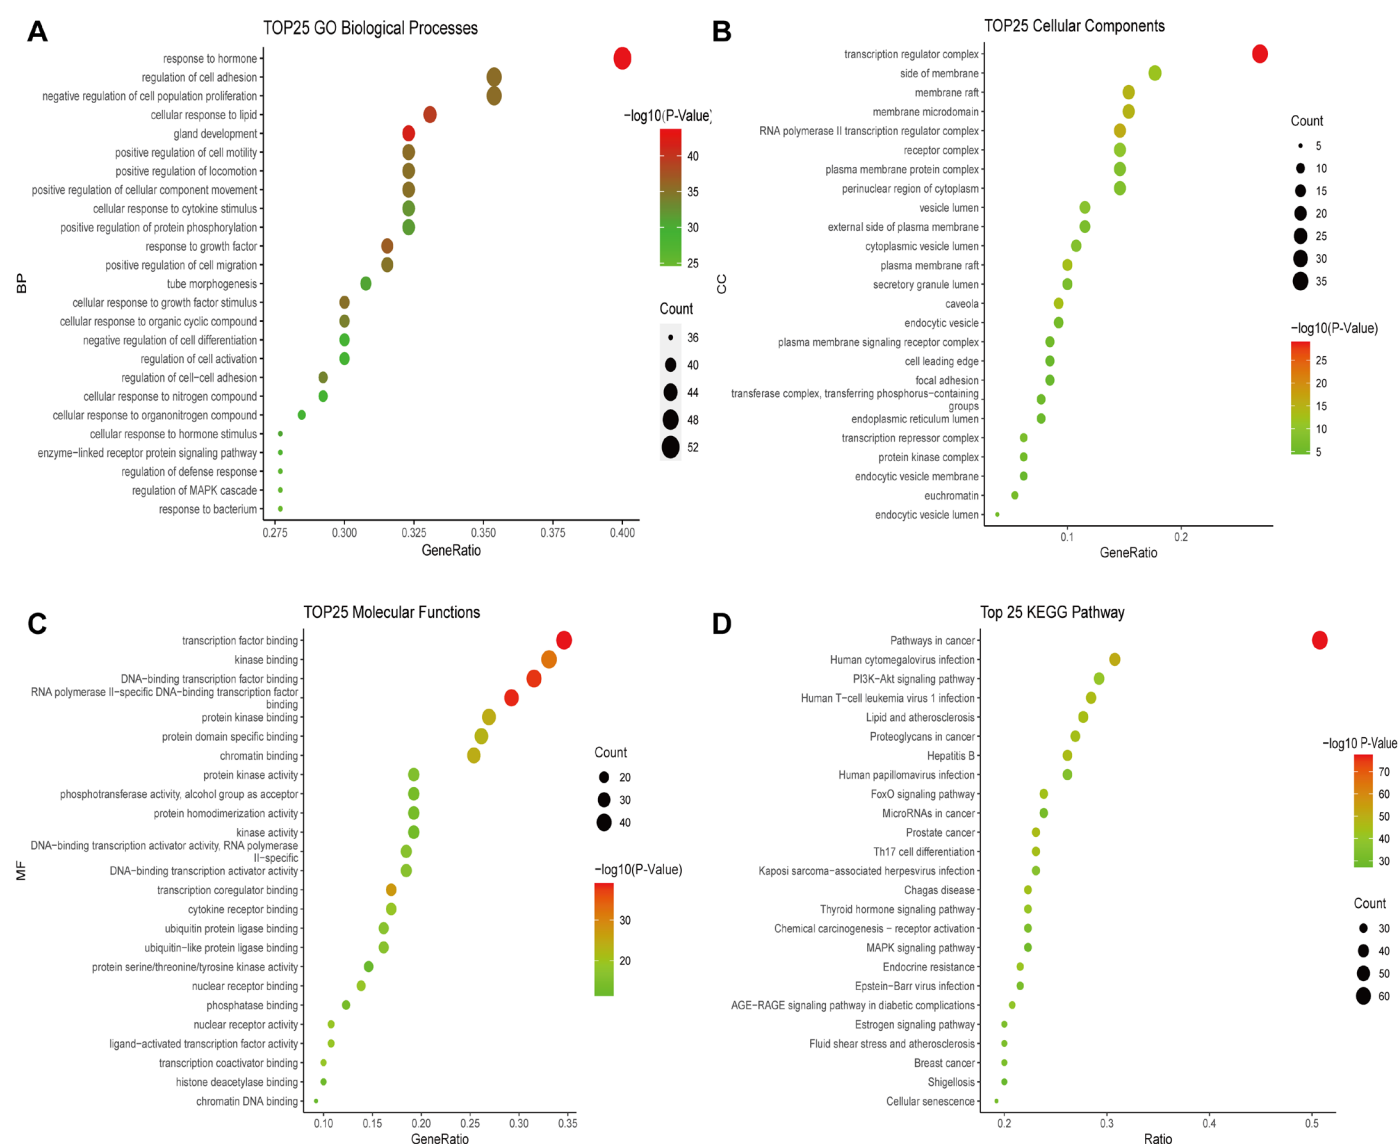 A
TOP25 GO Biological Processes
response to hormone
regulation of cell adhesion
negative regulation of cell population proliferation
cellular response to lipid
gland development
positive regulation of cell motility
positive regulation of locomotion
positive regulation of cellular component movement
cellular response to cytokine stimulus
positive regulation of protein phosphorylation
response to growth factor
positive regulation of cell migration
tube morphogenesis
cellular response to growth factor stimulus
cellular response to organic cyclic compound
negative regulation of cell differentiation
regulation of cell activation
regulation of cell−cell adhesion
cellular response to nitrogen compound
cellular response to organonitrogen compound
cellular response to hormone stimulus
enzyme−linked receptor protein signaling pathway
regulation of defense response
regulation of MAPK cascade
response to bacterium
BP
0.275 0.300 0.325 0.350 0.375 0.400
GeneRatio
−log10(P-Value)
40
35
30
25
Count
36
40
44
48
52
B
TOP25 Cellular Components
transcription regulator complex
side of membrane
membrane raft
membrane microdomain
RNA polymerase II transcription regulator complex
receptor complex
plasma membrane protein complex
perinuclear region of cytoplasm
vesicle lumen
external side of plasma membrane
cytoplasmic vesicle lumen
plasma membrane raft
secretory granule lumen
caveola
endocytic vesicle
plasma membrane signaling receptor complex
cell leading edge
focal adhesion
transferase complex, transferring phosphorus−containing
groups
endoplasmic reticulum lumen
transcription repressor complex
protein kinase complex
endocytic vesicle membrane
euchromatin
endocytic vesicle lumen
CC
0.1 0.2
GeneRatio
Count
5
10
15
20
25
30
35
−log10(P-Value)
25
20
15
10
5
C
TOP25 Molecular Functions
transcription factor binding
kinase binding
DNA−binding transcription factor binding
RNA polymerase II−specific DNA−binding transcription factor
binding
protein kinase binding
protein domain specific binding
chromatin binding
protein kinase activity
phosphotransferase activity, alcohol group as acceptor
protein homodimerization activity
kinase activity
DNA−binding transcription activator activity, RNA polymerase
II−specific
DNA−binding transcription activator activity
transcription coregulator binding
cytokine receptor binding
ubiquitin protein ligase binding
ubiquitin−like protein ligase binding
protein serine/threonine/tyrosine kinase activity
nuclear receptor binding
phosphatase binding
nuclear receptor activity
ligand−activated transcription factor activity
transcription coactivator binding
histone deacetylase binding
chromatin DNA binding
MF
0.10 0.15 0.20 0.25 0.30 0.35
GeneRatio
Count
20
30
40
−log10(P-Value)
30
20
D
Top 25 KEGG Pathway
Pathways in cancer
Human cytomegalovirus infection
PI3K−Akt signaling pathway
Human T−cell leukemia virus 1 infection
Lipid and atherosclerosis
Proteoglycans in cancer
Hepatitis B
Human papillomavirus infection
FoxO signaling pathway
MicroRNAs in cancer
Prostate cancer
Th17 cell differentiation
Kaposi sarcoma−associated herpesvirus infection
Chagas disease
Thyroid hormone signaling pathway
Chemical carcinogenesis − receptor activation
MAPK signaling pathway
Endocrine resistance
Epstein−Barr virus infection
AGE−RAGE signaling pathway in diabetic complications
Estrogen signaling pathway
Fluid shear stress and atherosclerosis
Breast cancer
Shigellosis
Cellular senescence
0.2 0.3 0.4 0.5
Ratio
−log10 P-Value
70
60
50
40
30
Count
30
40
50
60